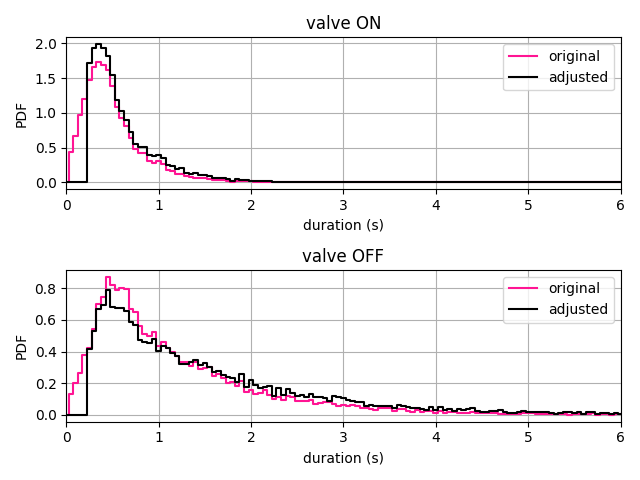 valve ON
2.0
1.5
1.0
0.5
0.0
PDF
original
adjusted
0 1 2 3 4 5 6
duration (s)
valve OFF
0.8
0.6
0.4
0.2
0.0
PDF
original
adjusted
0 1 2 3 4 5 6
duration (s)